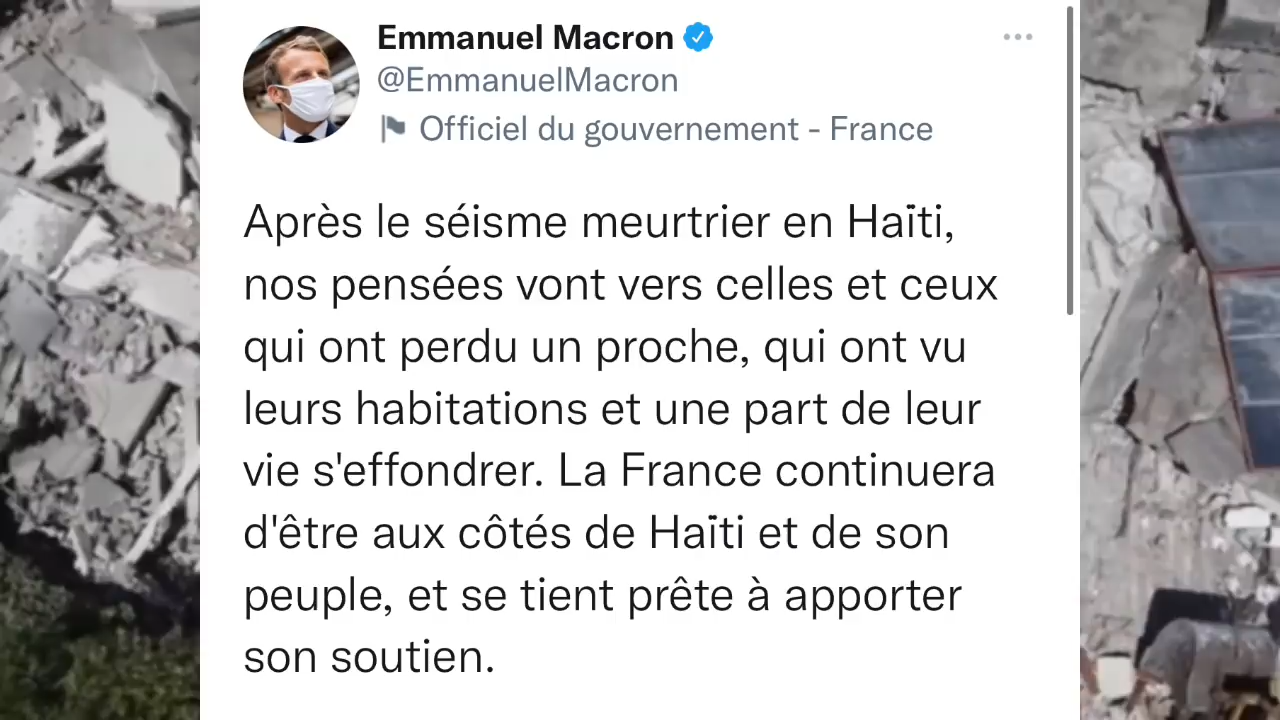 Emmanuel Macron
@EmmanuelMacron
Officiel du gouvernement - France
Après le séisme meurtrier en Haïti,
nos pensées vont vers celles et ceux
qui ont perdu un proche, qui ont vu
leurs habitations et une part de leur
vie s'effondrer. La France continuera
d'être aux côtés de Haïti et de son
peuple, et se tient prête à apporter
son soutien.